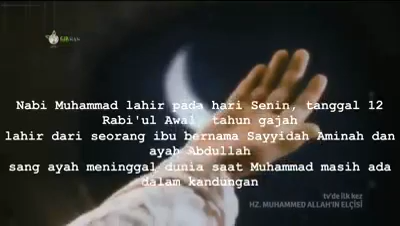 Nabi Muhammad lahir pada hari Senin, tanggal 12
Rabi'ul Awal, tahun gajah
lahir dari seorang ibu bernama Sayyidah Aminah dan
ayah Abdullah
sang ayah meninggal dunia saat Muhammad masih ada
dalam kandungan
tv'de ilk kez
HZ. MUHAMMED ALLAH'IN ELÇİSİ